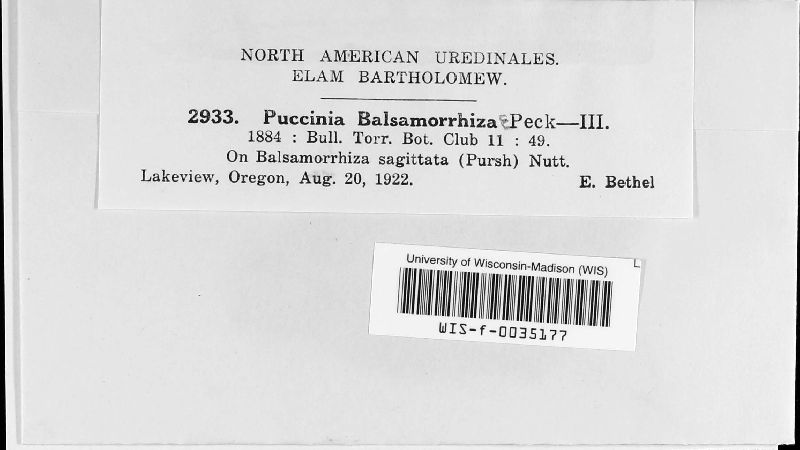 NORTH AMERICAN UREDINALES.
ELAM BARTHOLOMEW.
2933. Puccinia Balsamorrhizae Peck—III.
1884 : Bull. Torr. Bot. Club 11 : 49.
On Balsamorrhiza sagittata (Pursh) Nutt.
Lakeview, Oregon, Aug. 20, 1922. E. Bethel
University of Wisconsin-Madison (WIS)
WIS-f-0035177